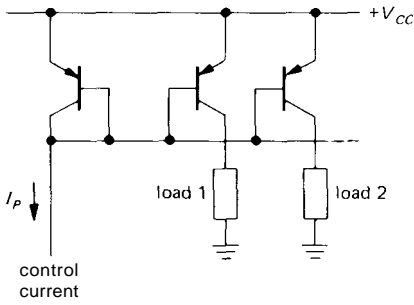 +V_CC
load 1
load 2
I_P
control
current